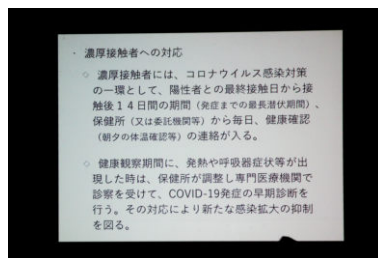 ・ 濃厚接触者への対応
○ 濃厚接触者には、コロナウイルス感染対策
の一環として、陽性者との最終接触日から接
触後14日間の期間（発症までの最長潜伏期間）、
保健所（又は委託機関等）から毎日、健康確認
（朝夕の体温確認等）の連絡が入る。
○ 健康観察期間に、発熱や呼吸器症状等が出
現した時は、保健所が調整し専門医療機関で
診察を受けて、COVID-19発症の早期診断を
行う。その対応により新たな感染拡大の抑制
を図る。